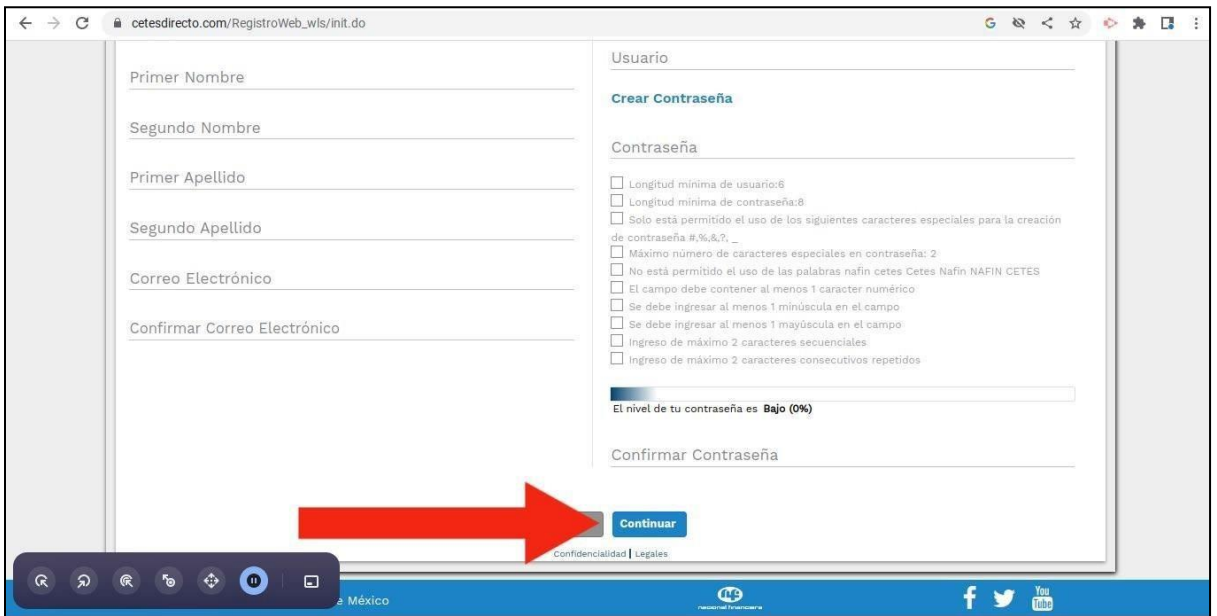 cetesdirecto.com/RegistroWeb_wls/init.do
Primer Nombre
Segundo Nombre
Primer Apellido
Segundo Apellido
Correo Electrónico
Confirmar Correo Electrónico
Usuario
Crear Contraseña
Contraseña
Longitud mínima de usuario:6
Longitud mínima de contraseña:8
Solo está permitido el uso de los siguientes caracteres especiales para la creación
de contraseña #,%,&,?, _
Máximo número de caracteres especiales en contraseña: 2
No está permitido el uso de las palabras nafin cetes Cetes Nafin NAFIN CETES
El campo debe contener al menos 1 caracter numérico
Se debe ingresar al menos 1 minúscula en el campo
Se debe ingresar al menos 1 mayúscula en el campo
Ingreso de máximo 2 caracteres secuenciales
Ingreso de máximo 2 caracteres consecutivos repetidos
El nivel de tu contraseña es Bajo (0%)
Confirmar Contraseña
Continuar
Confidencialidad | Legales
e México
nacional financiera
You
Tube